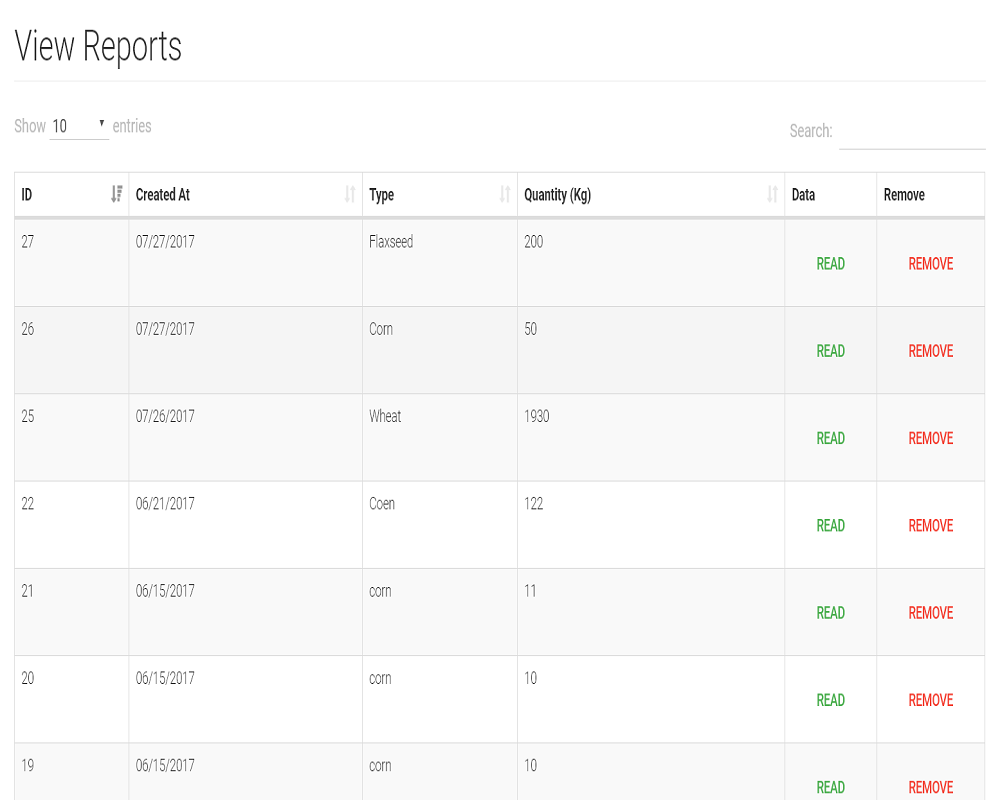 View Reports
Show 10 entries
Search:
ID Created At Type Quantity (Kg) Data Remove
27 07/27/2017 Flaxseed 200 READ REMOVE
26 07/27/2017 Corn 50 READ REMOVE
25 07/26/2017 Wheat 1930 READ REMOVE
22 06/21/2017 Coen 122 READ REMOVE
21 06/15/2017 corn 11 READ REMOVE
20 06/15/2017 corn 10 READ REMOVE
19 06/15/2017 corn 10 READ REMOVE